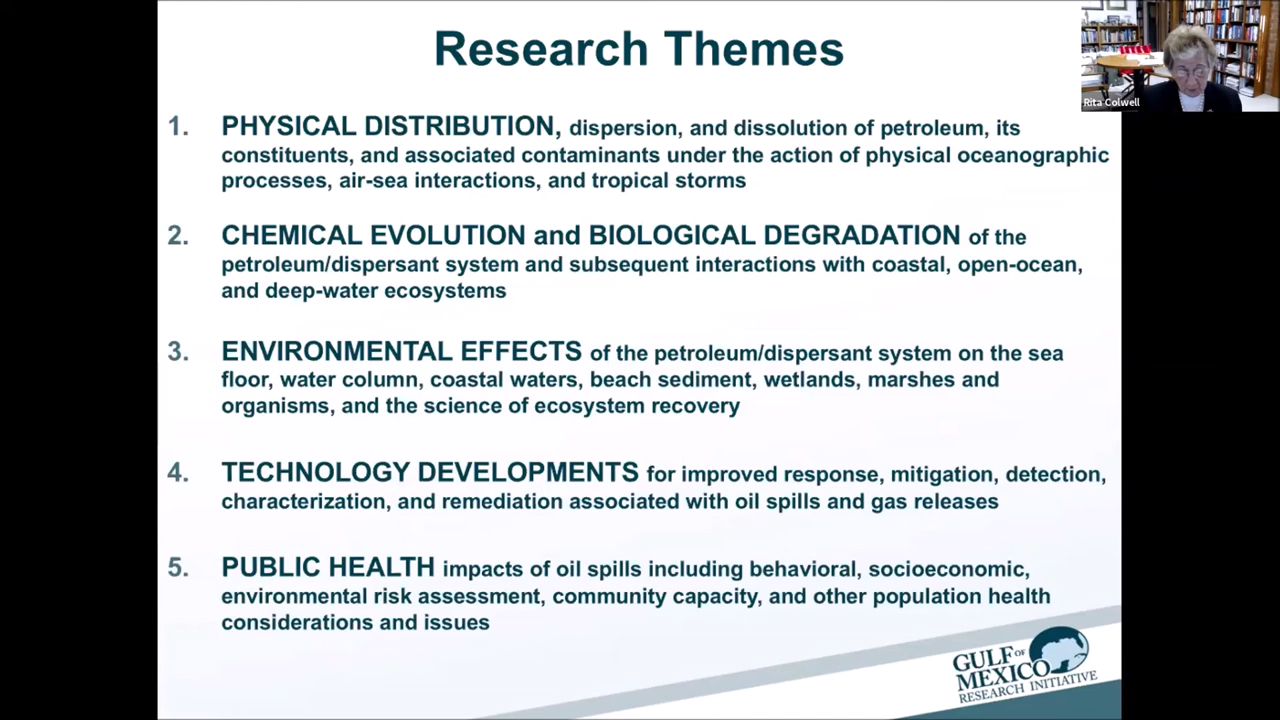 Research Themes
Rita Colwell
1. PHYSICAL DISTRIBUTION, dispersion, and dissolution of petroleum, its
constituents, and associated contaminants under the action of physical oceanographic
processes, air-sea interactions, and tropical storms
2. CHEMICAL EVOLUTION and BIOLOGICAL DEGRADATION of the
petroleum/dispersant system and subsequent interactions with coastal, open-ocean,
and deep-water ecosystems
3. ENVIRONMENTAL EFFECTS of the petroleum/dispersant system on the sea
floor, water column, coastal waters, beach sediment, wetlands, marshes and
organisms, and the science of ecosystem recovery
4. TECHNOLOGY DEVELOPMENTS for improved response, mitigation, detection,
characterization, and remediation associated with oil spills and gas releases
5. PUBLIC HEALTH impacts of oil spills including behavioral, socioeconomic,
environmental risk assessment, community capacity, and other population health
considerations and issues
GULF OF
MEXICO
RESEARCH INITIATIVE